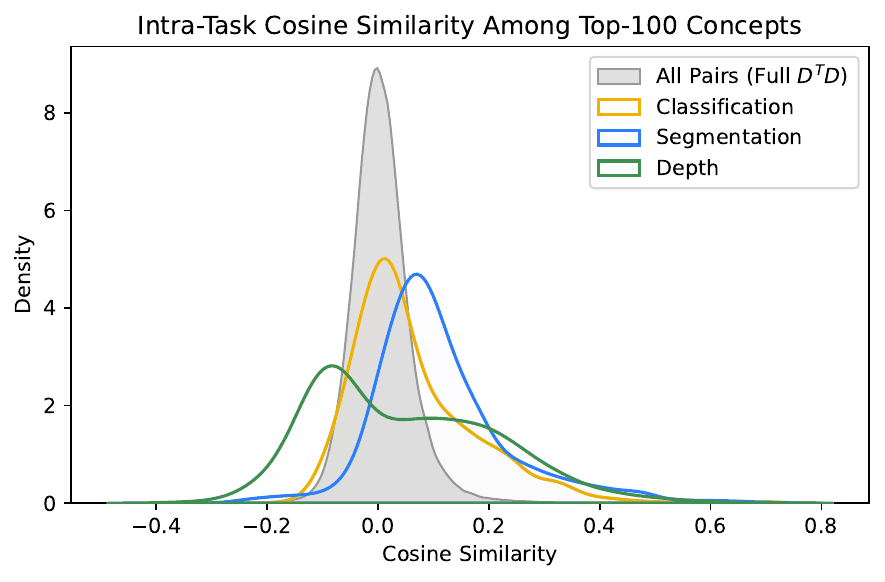 Intra-Task Cosine Similarity Among Top-100 Concepts
All Pairs (Full DᵀD)
Classification
Segmentation
Depth
Density
8
6
4
2
0
−0.4 −0.2 0.0 0.2 0.4 0.6 0.8
Cosine Similarity